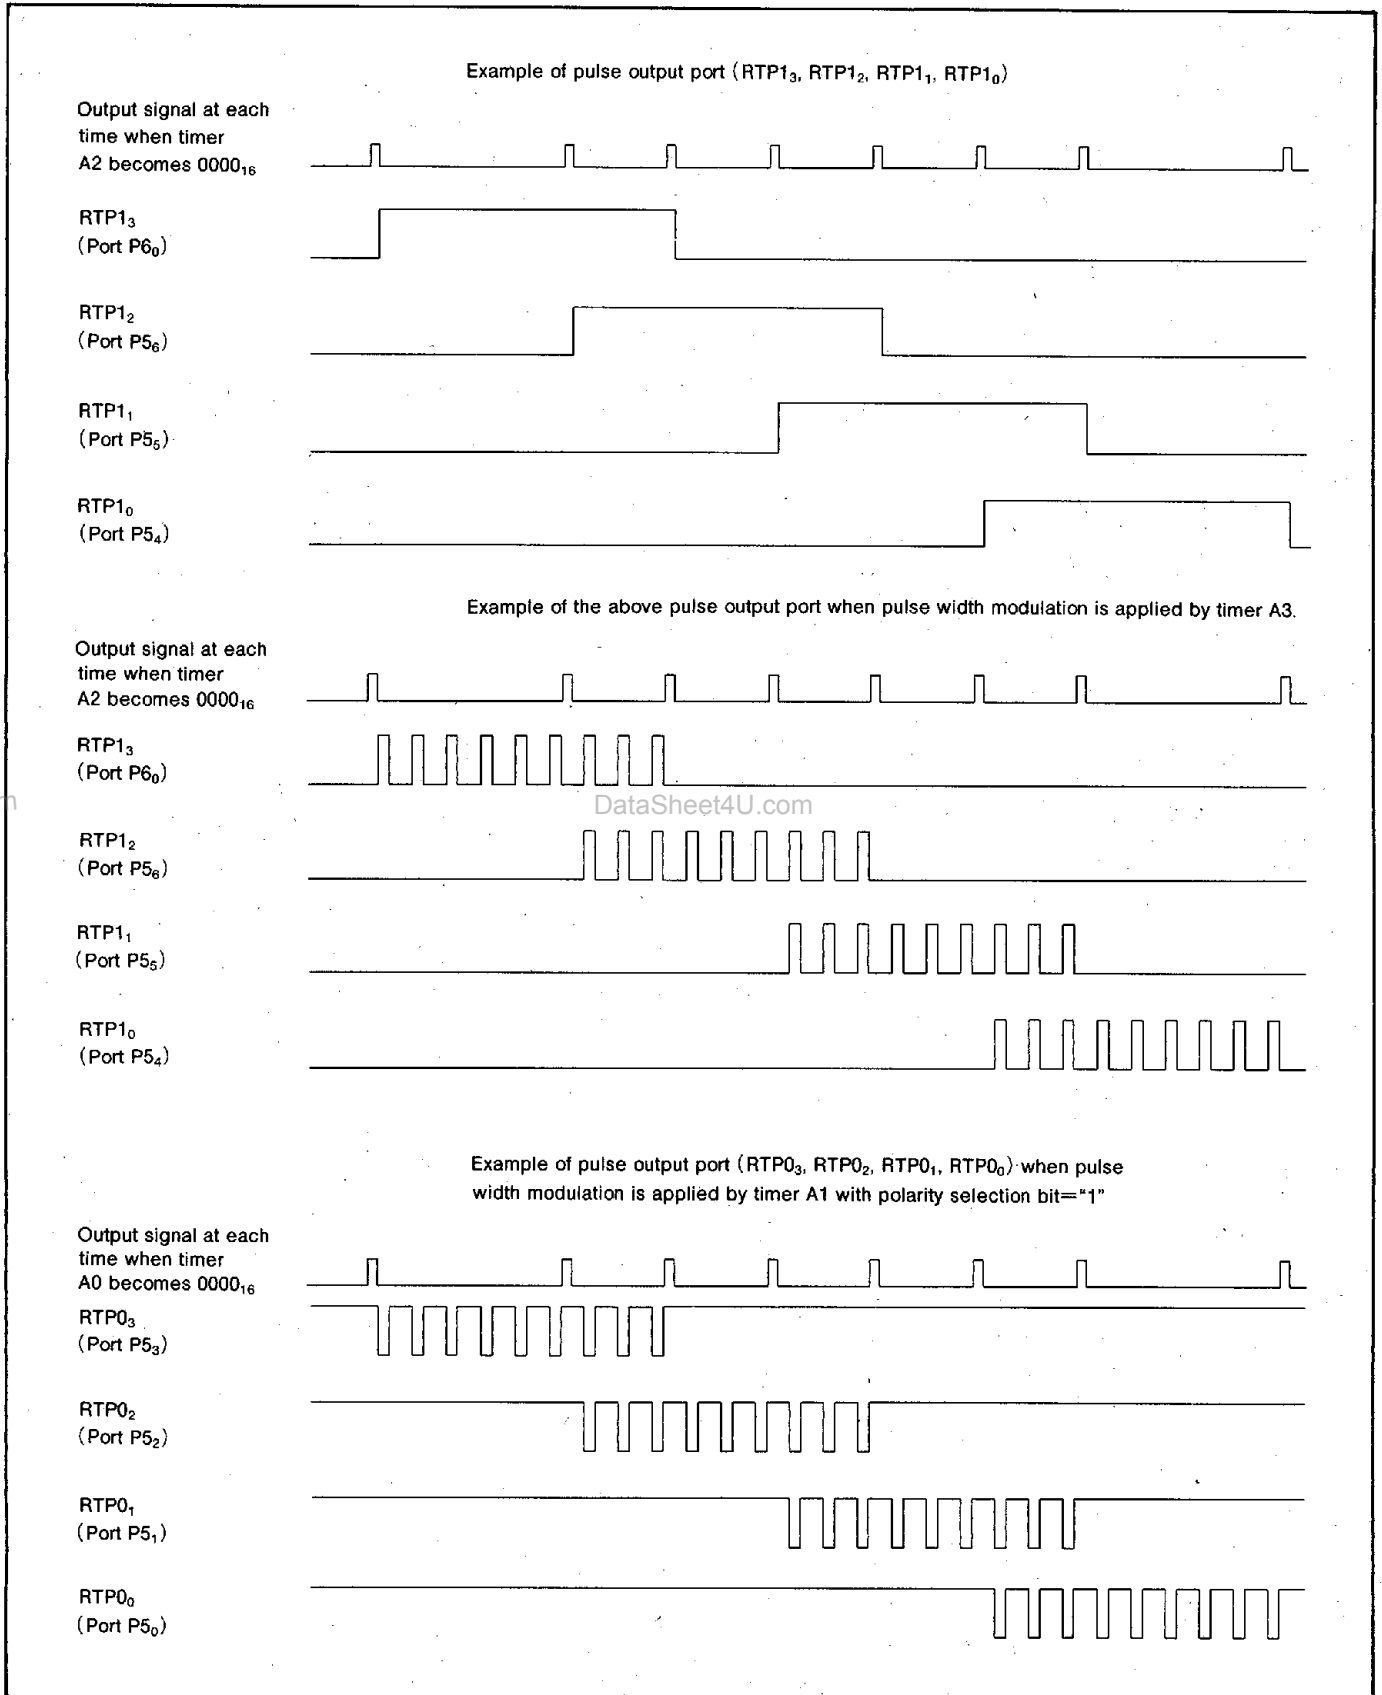 Example of pulse output port (RTP1₃, RTP1₂, RTP1₁, RTP1₀)
Output signal at each
time when timer
A2 becomes 0000₁₆
RTP1₃
(Port P6₀)
RTP1₂
(Port P5₆)
RTP1₁
(Port P5₅)
RTP1₀
(Port P5₄)
Example of the above pulse output port when pulse width modulation is applied by timer A3.
Output signal at each
time when timer
A2 becomes 0000₁₆
RTP1₃
(Port P6₀)
DataSheet4U.com
RTP1₂
(Port P5₆)
RTP1₁
(Port P5₅)
RTP1₀
(Port P5₄)
Example of pulse output port (RTP0₃, RTP0₂, RTP0₁, RTP0₀) when pulse
width modulation is applied by timer A1 with polarity selection bit="1"
Output signal at each
time when timer
A0 becomes 0000₁₆
RTP0₃
(Port P5₃)
RTP0₂
(Port P5₂)
RTP0₁
(Port P5₁)
RTP0₀
(Port P5₀)